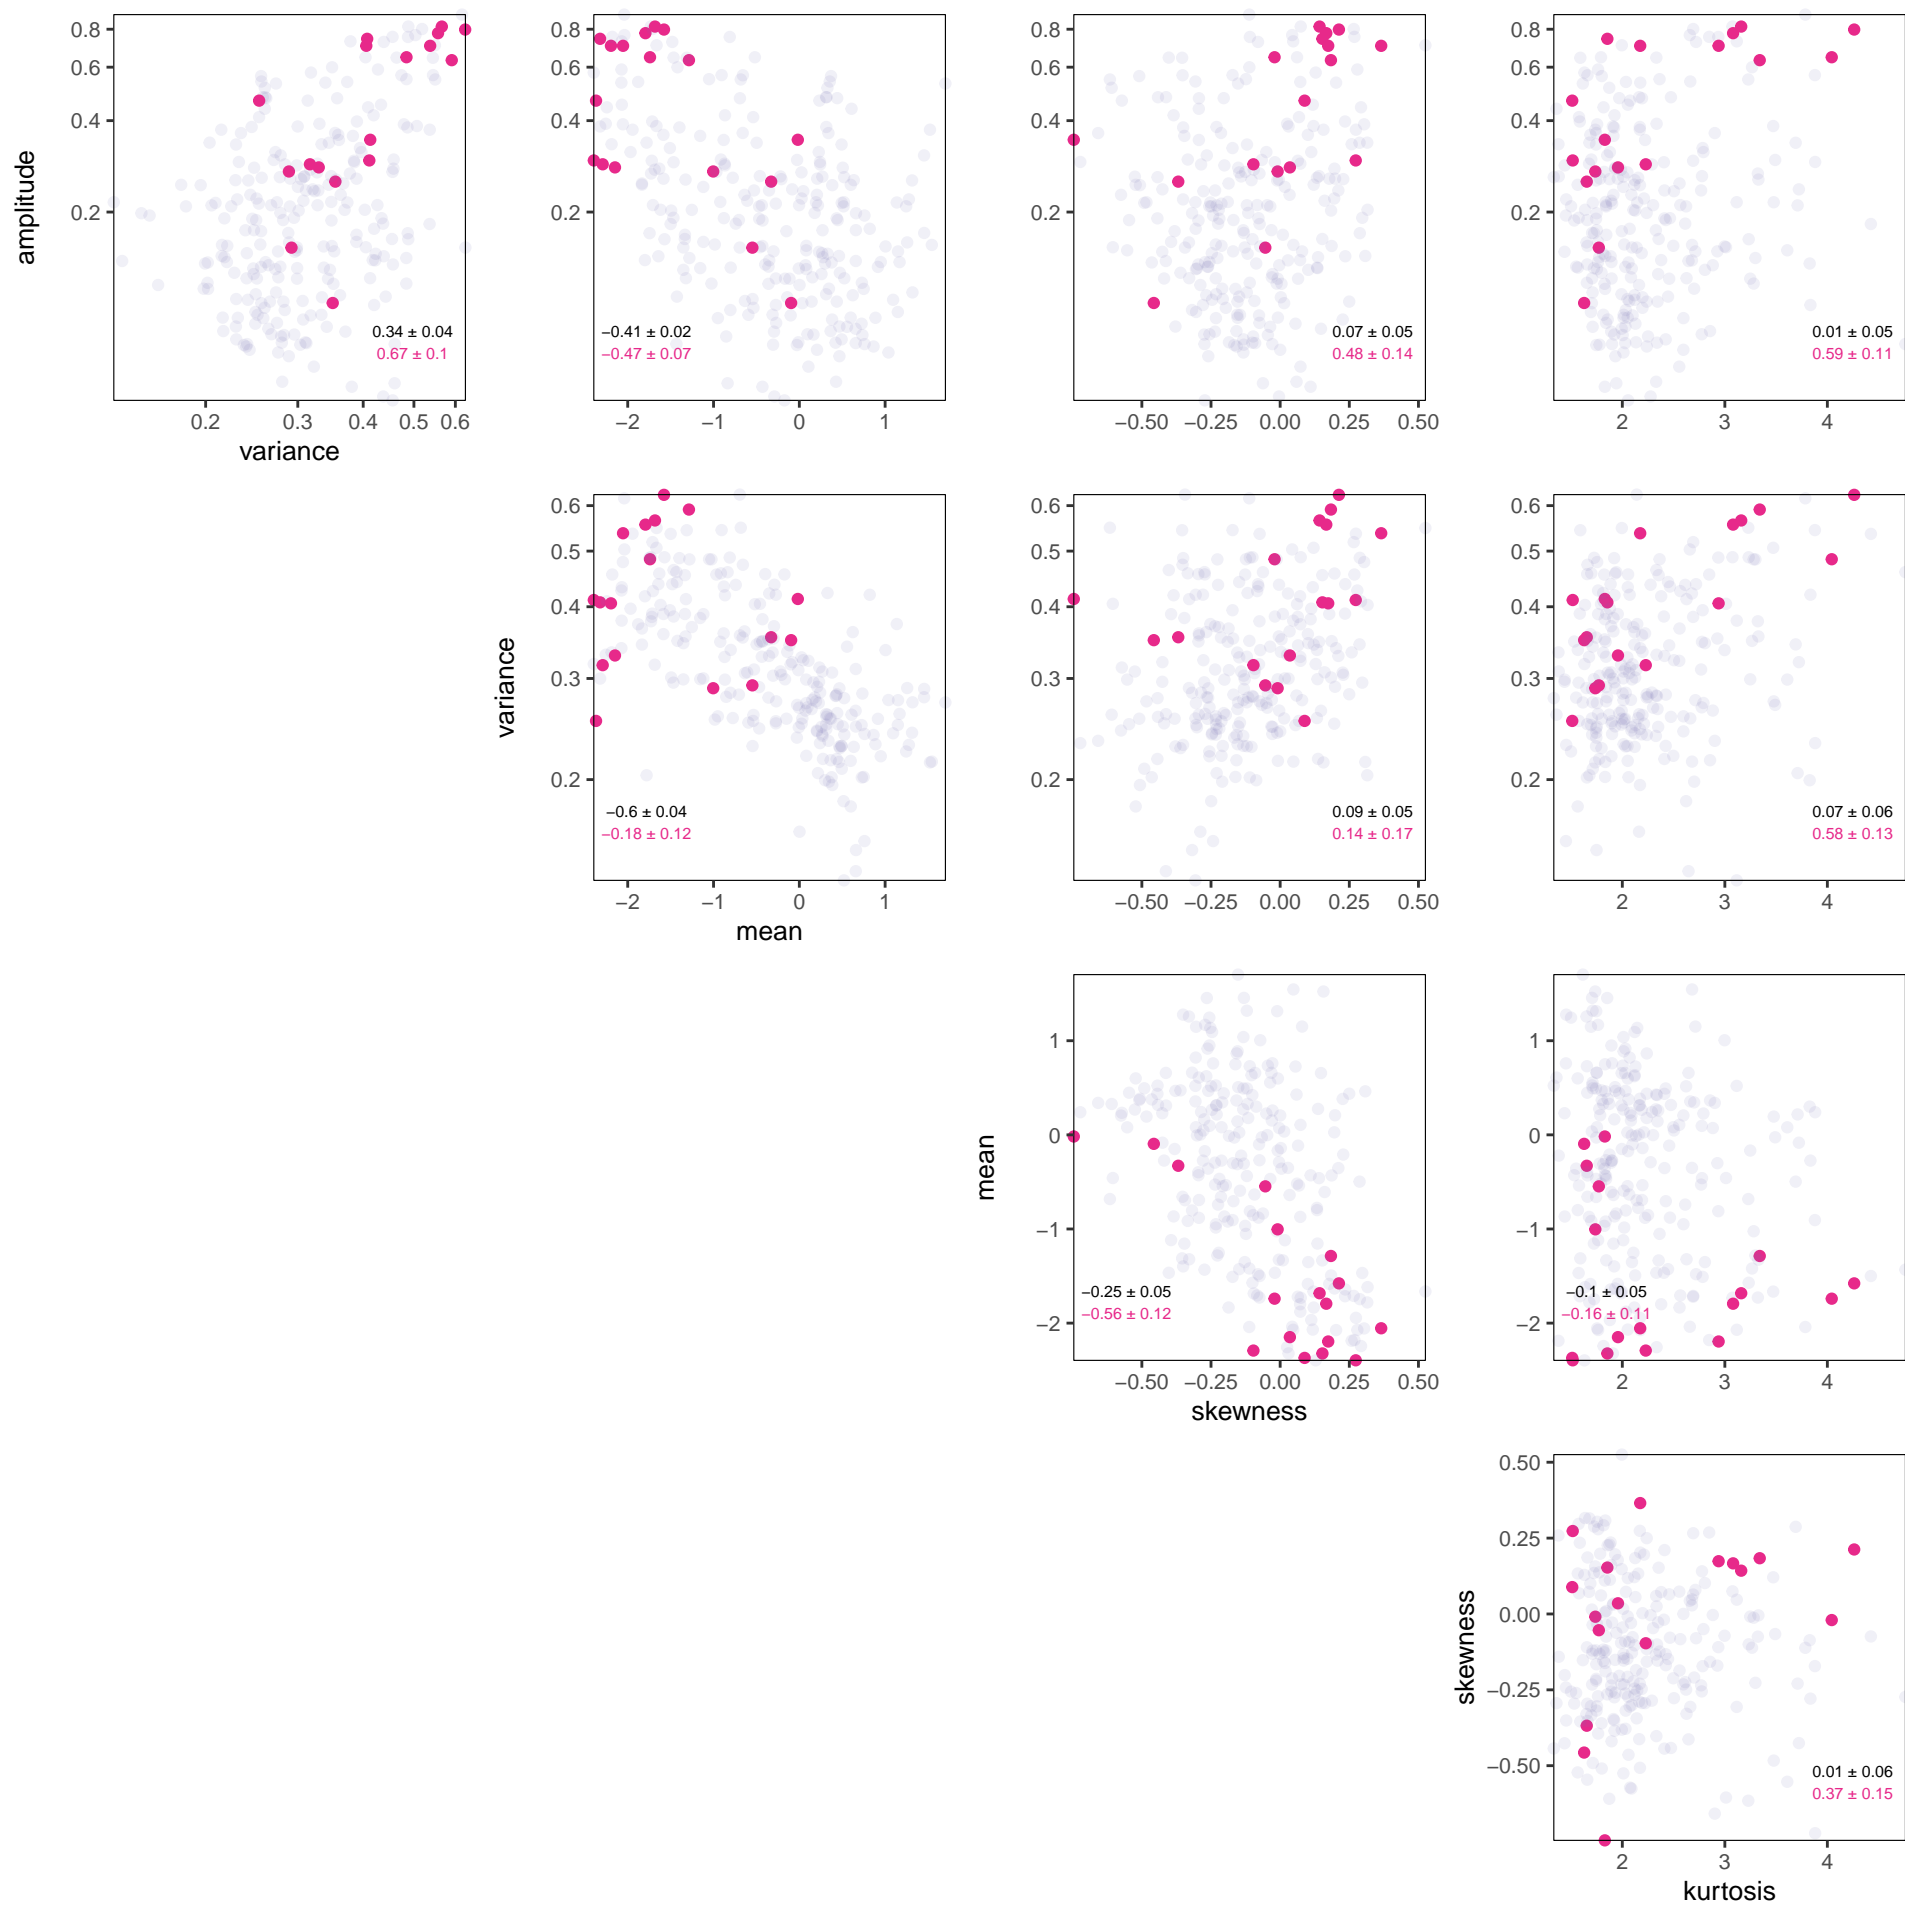 0.8
0.6
0.4
0.2
amplitude
0.34 ± 0.04
0.67 ± 0.1
0.2 0.3 0.4 0.5 0.6
variance
0.8
0.6
0.4
0.2
−0.41 ± 0.02
−0.47 ± 0.07
−2 −1 0 1
0.8
0.6
0.4
0.2
0.07 ± 0.05
0.48 ± 0.14
−0.50 −0.25 0.00 0.25 0.50
0.8
0.6
0.4
0.2
0.01 ± 0.05
0.59 ± 0.11
2 3 4
0.6
0.5
0.4
0.3
0.2
variance
−0.6 ± 0.04
−0.18 ± 0.12
−2 −1 0 1
mean
0.6
0.5
0.4
0.3
0.2
0.09 ± 0.05
0.14 ± 0.17
−0.50 −0.25 0.00 0.25 0.50
0.6
0.5
0.4
0.3
0.2
0.07 ± 0.06
0.58 ± 0.13
2 3 4
1
0
−1
−2
mean
−0.25 ± 0.05
−0.56 ± 0.12
−0.50 −0.25 0.00 0.25 0.50
skewness
1
0
−1
−2
−0.1 ± 0.05
−0.16 ± 0.11
2 3 4
0.50
0.25
0.00
−0.25
−0.50
skewness
0.01 ± 0.06
0.37 ± 0.15
2 3 4
kurtosis